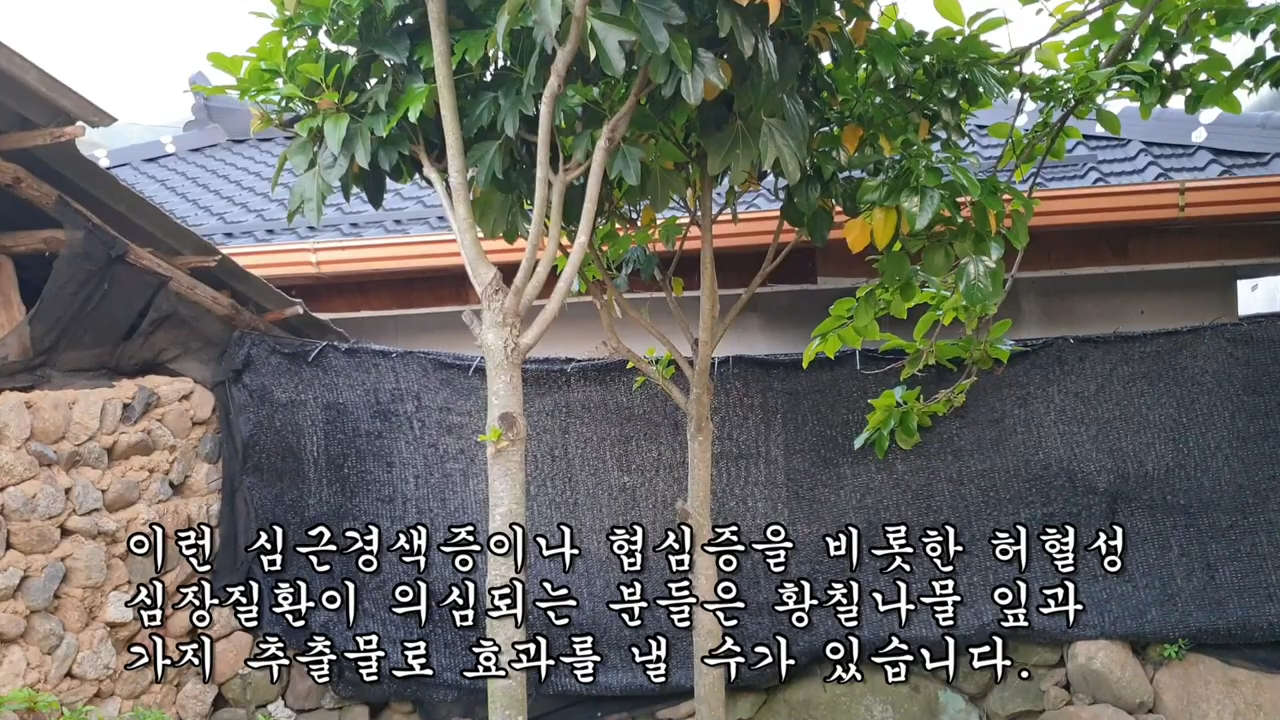 이런 심근경색증이나 협심증을 비롯한 허혈성
심장질환이 의심되는 분들은 황칠나물 잎과
가지 추출물로 효과를 낼 수가 있습니다.